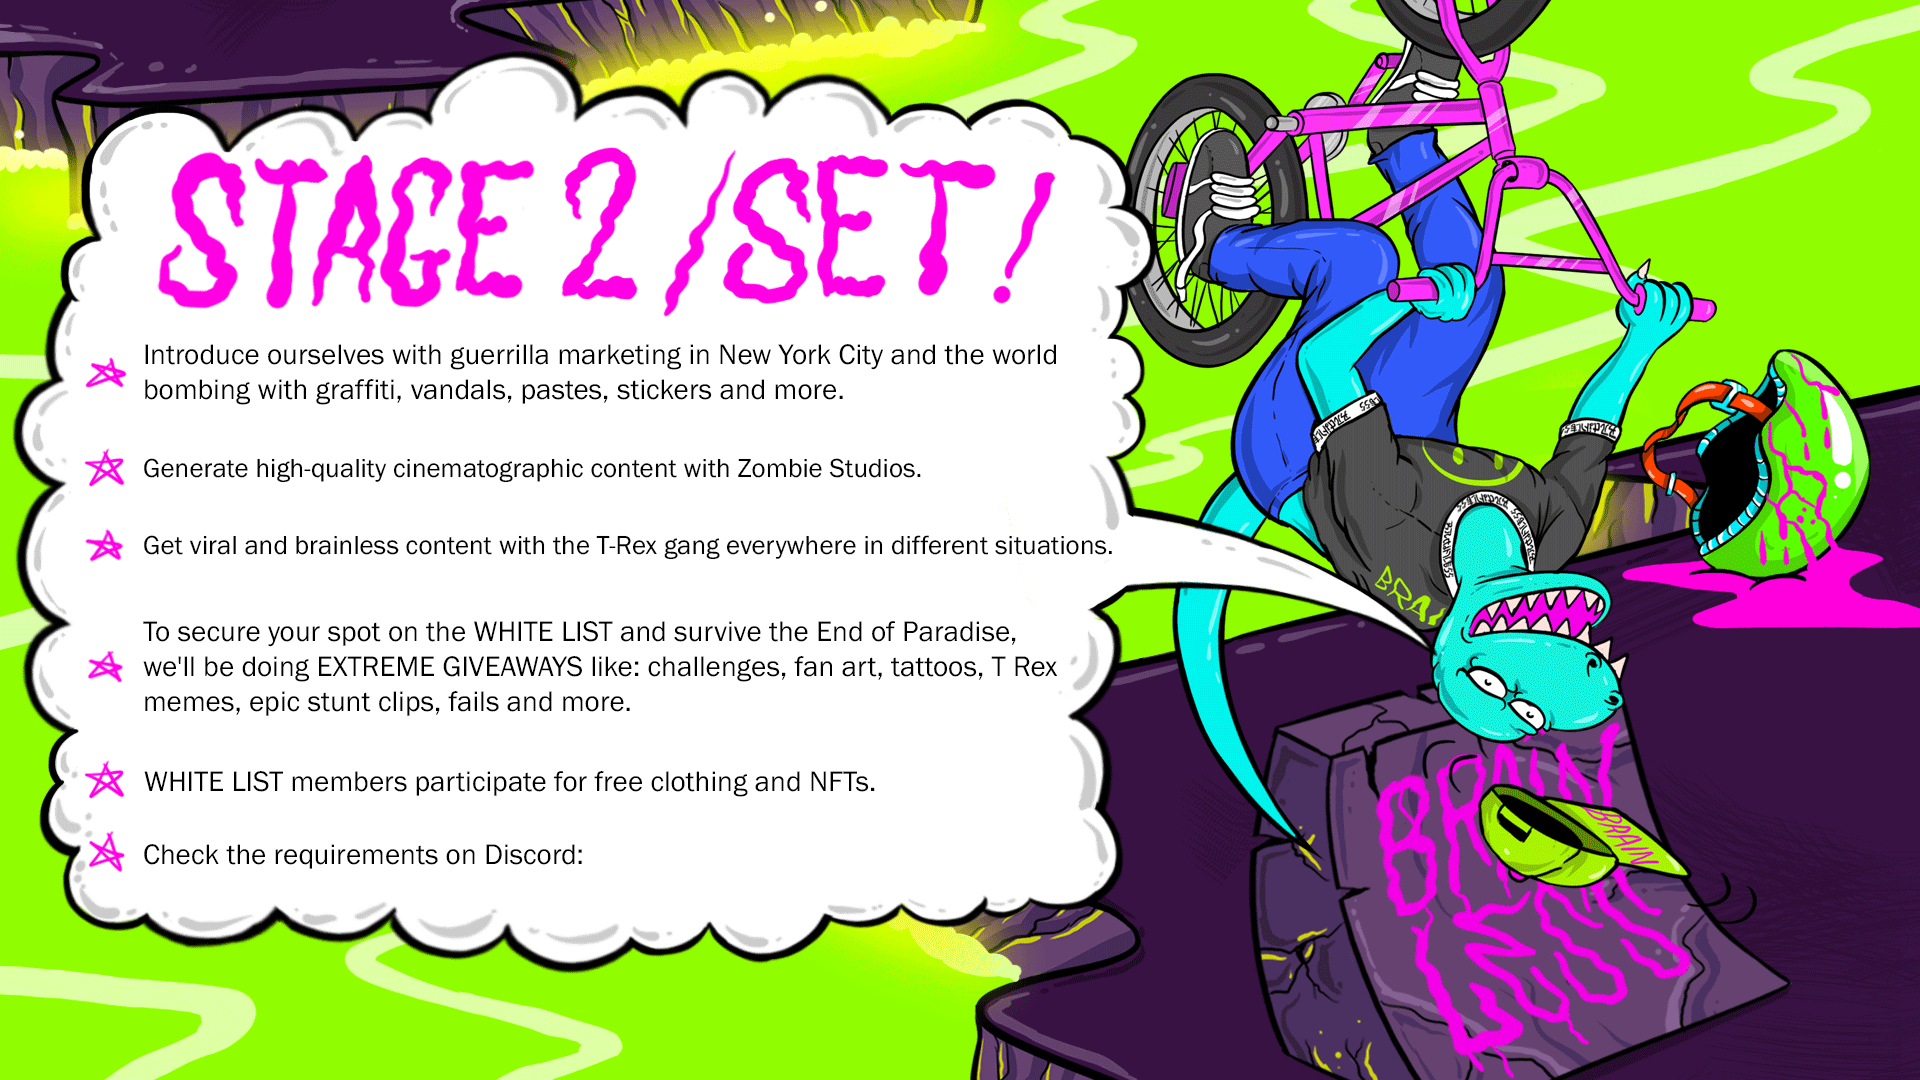 STAGE 2 / SET!
Introduce ourselves with guerrilla marketing in New York City and the world
bombing with graffiti, vandals, pastes, stickers and more.
Generate high-quality cinematographic content with Zombie Studios.
Get viral and brainless content with the T-Rex gang everywhere in different situations.
To secure your spot on the WHITE LIST and survive the End of Paradise,
we'll be doing EXTREME GIVEAWAYS like: challenges, fan art, tattoos, T Rex
memes, epic stunt clips, fails and more.
WHITE LIST members participate for free clothing and NFTs.
Check the requirements on Discord:
BRAI
BRAIN
LESS
BRAIN